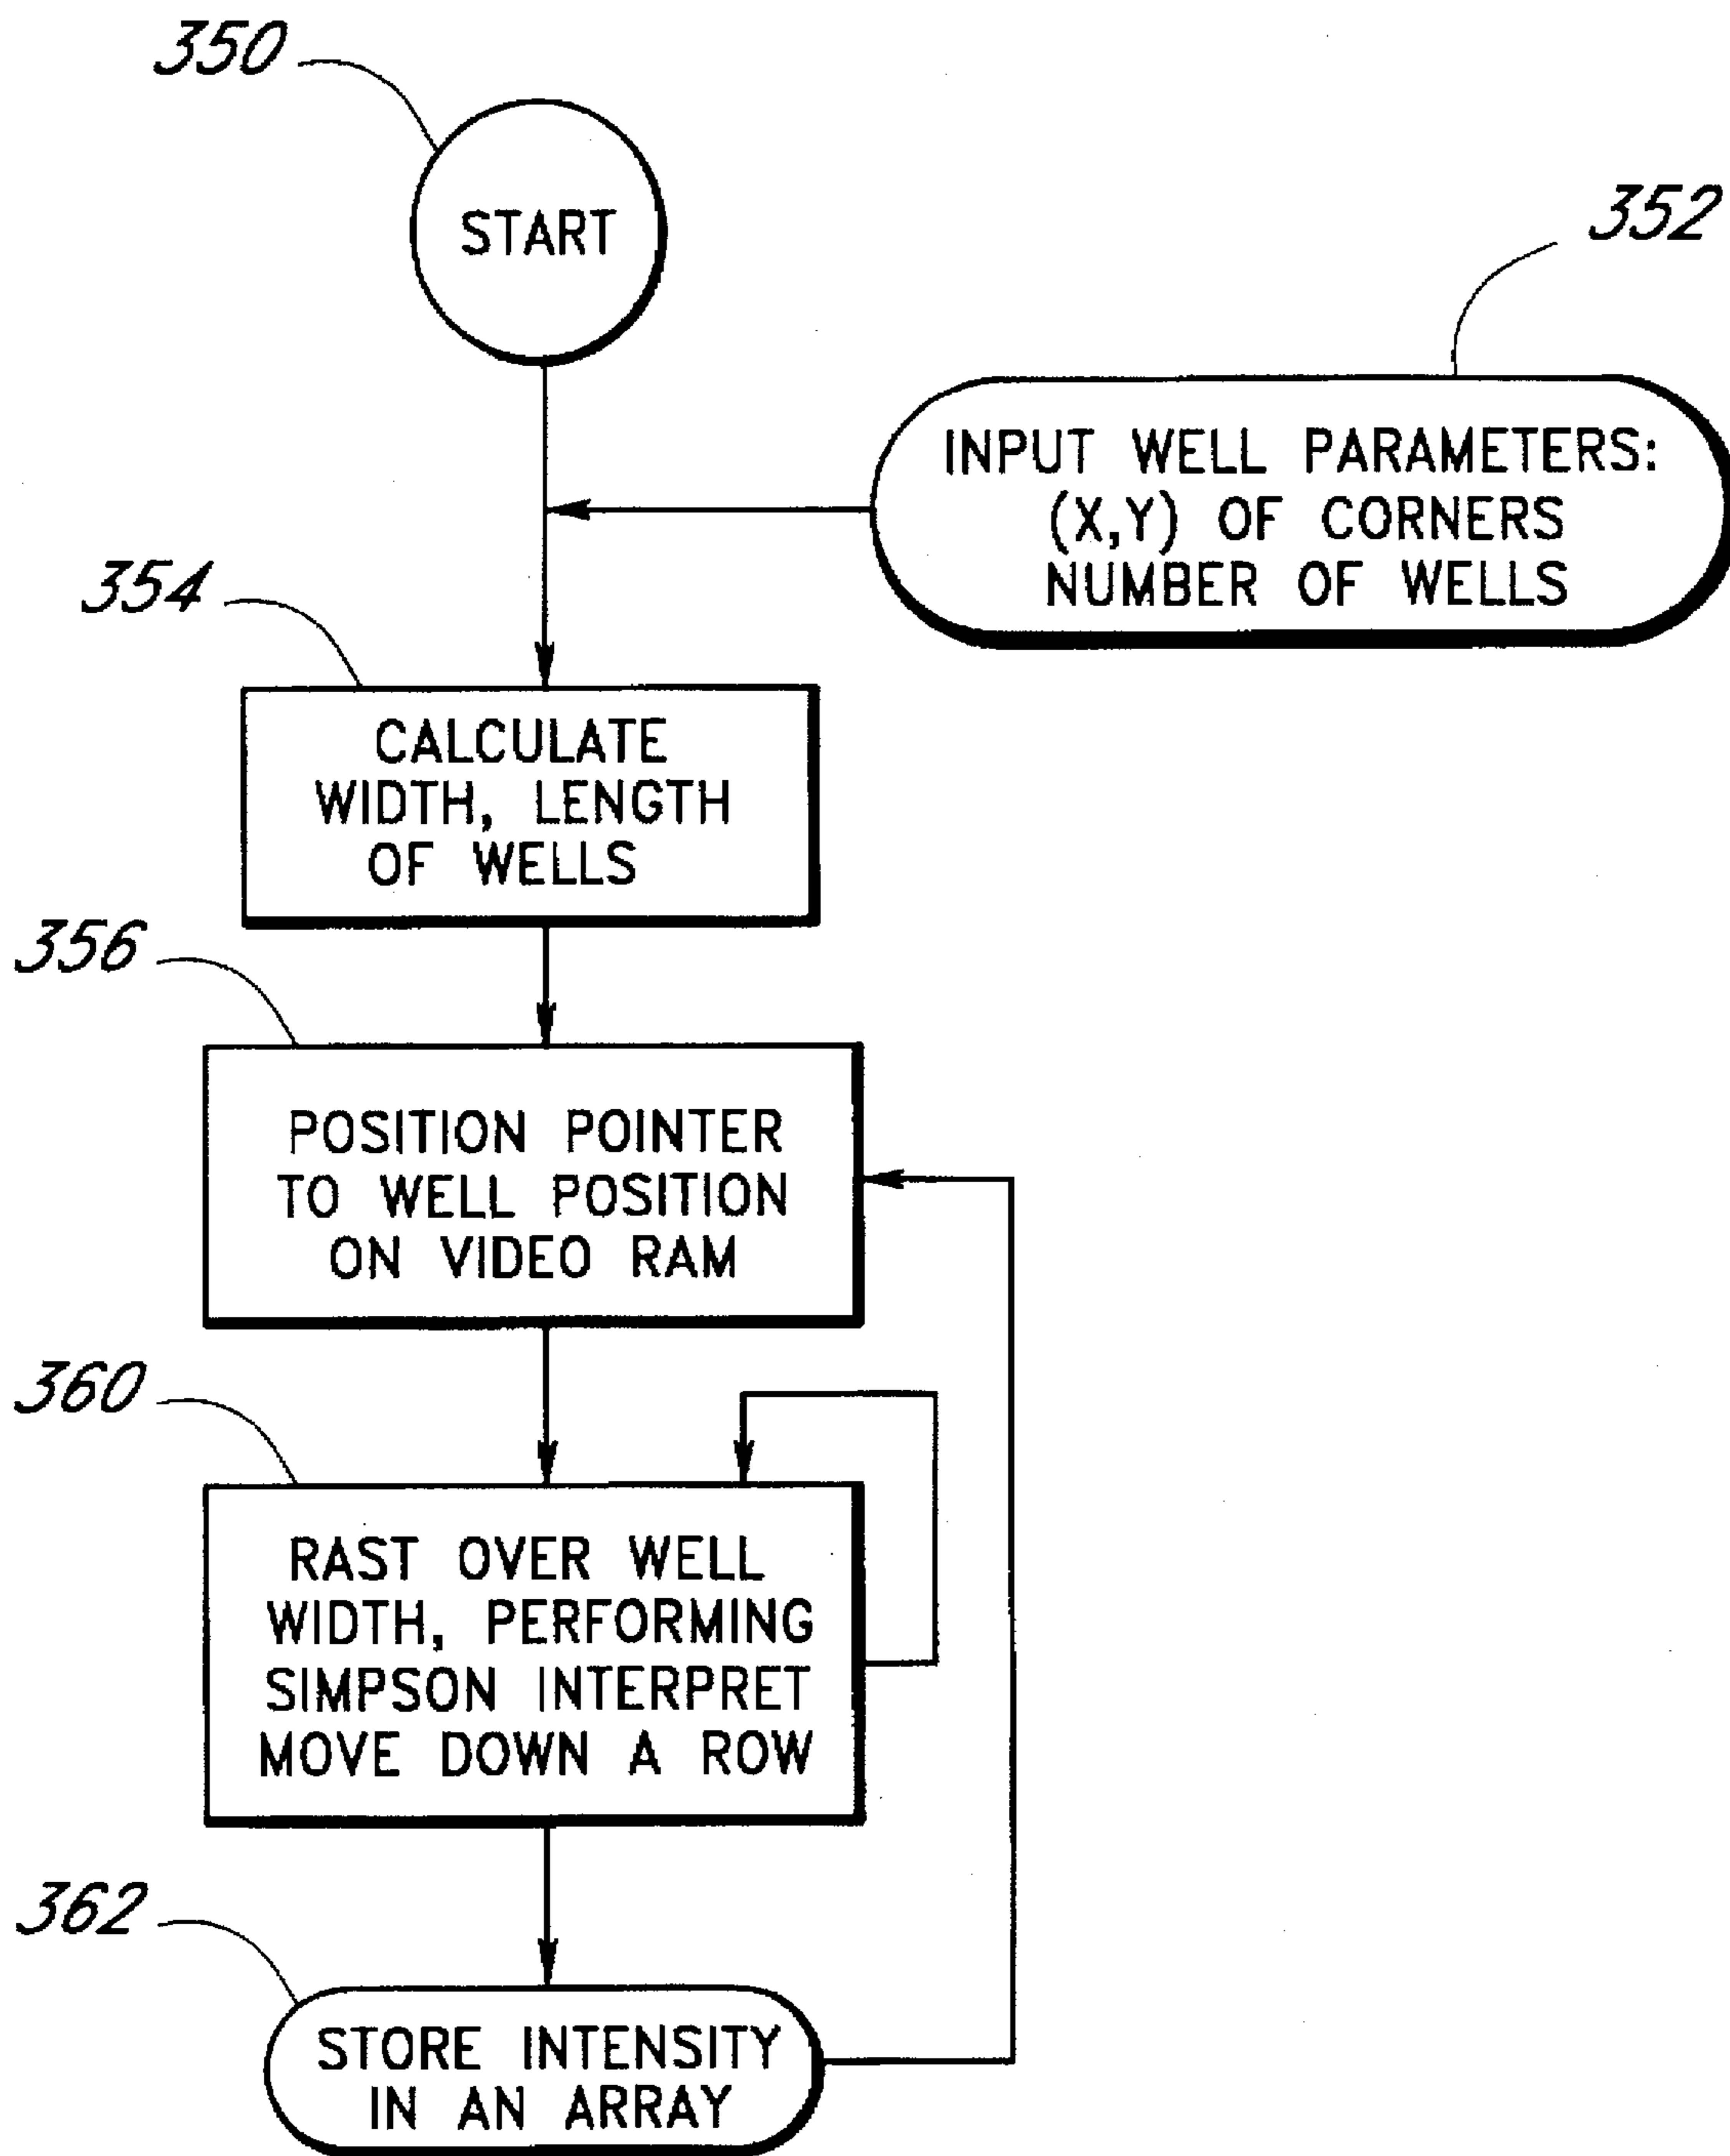 350
START
352
INPUT WELL PARAMETERS:
(X,Y) OF CORNERS
NUMBER OF WELLS
354
CALCULATE
WIDTH, LENGTH
OF WELLS
356
POSITION POINTER
TO WELL POSITION
ON VIDEO RAM
360
RAST OVER WELL
WIDTH, PERFORMING
SIMPSON INTERPRET
MOVE DOWN A ROW
362
STORE INTENSITY
IN AN ARRAY